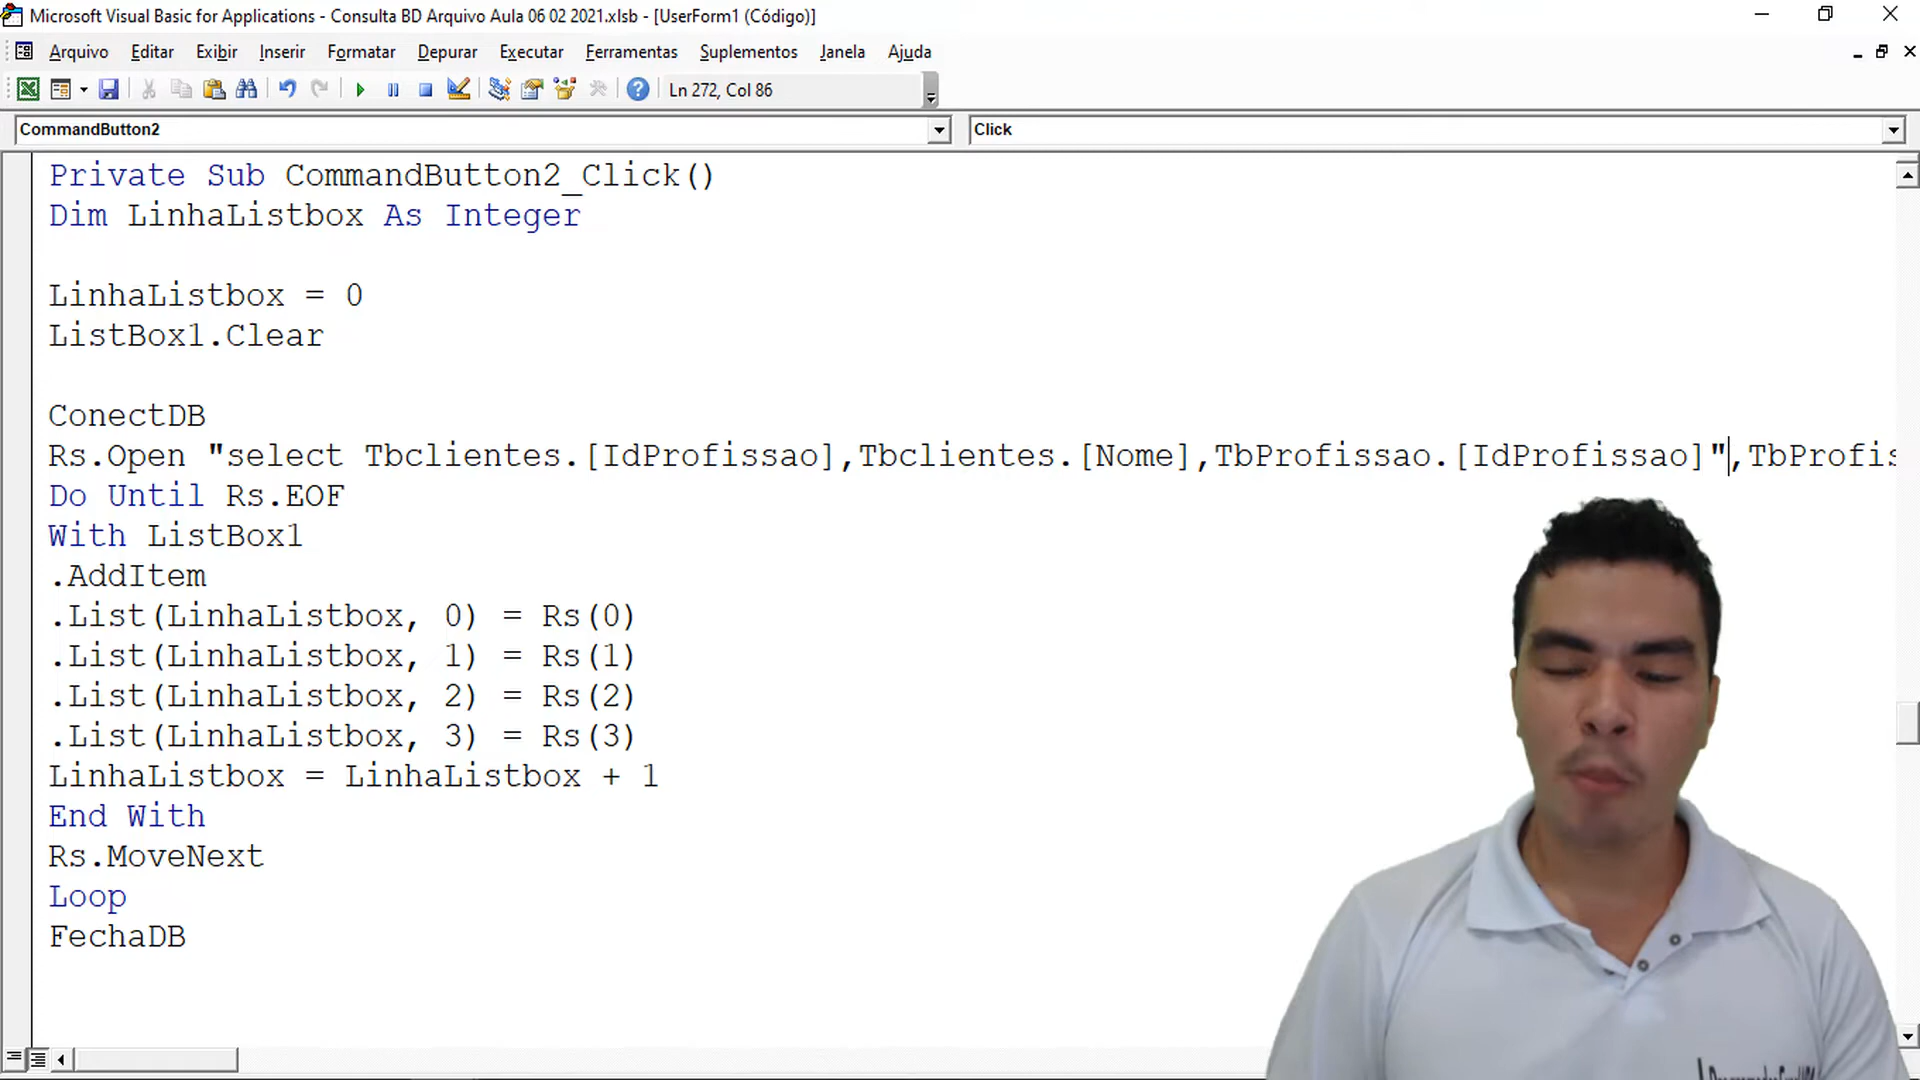 Microsoft Visual Basic for Applications - Consulta BD Arquivo Aula 06 02 2021.xlsb - [UserForm1 (Código)]
Arquivo Editar Exibir Inserir Formatar Depurar Executar Ferramentas Suplementos Janela Ajuda
Ln 272, Col 86
CommandButton2 Click
Private Sub CommandButton2_Click()
Dim LinhaListbox As Integer
LinhaListbox = 0
ListBox1.Clear
ConectDB
Rs.Open "select Tbclientes.[IdProfissao],Tbclientes.[Nome],TbProfissao.[IdProfissao]",TbProfis
Do Until Rs.EOF
With ListBox1
.AddItem
.List(LinhaListbox, 0) = Rs(0)
.List(LinhaListbox, 1) = Rs(1)
.List(LinhaListbox, 2) = Rs(2)
.List(LinhaListbox, 3) = Rs(3)
LinhaListbox = LinhaListbox + 1
End With
Rs.MoveNext
Loop
FechaDB